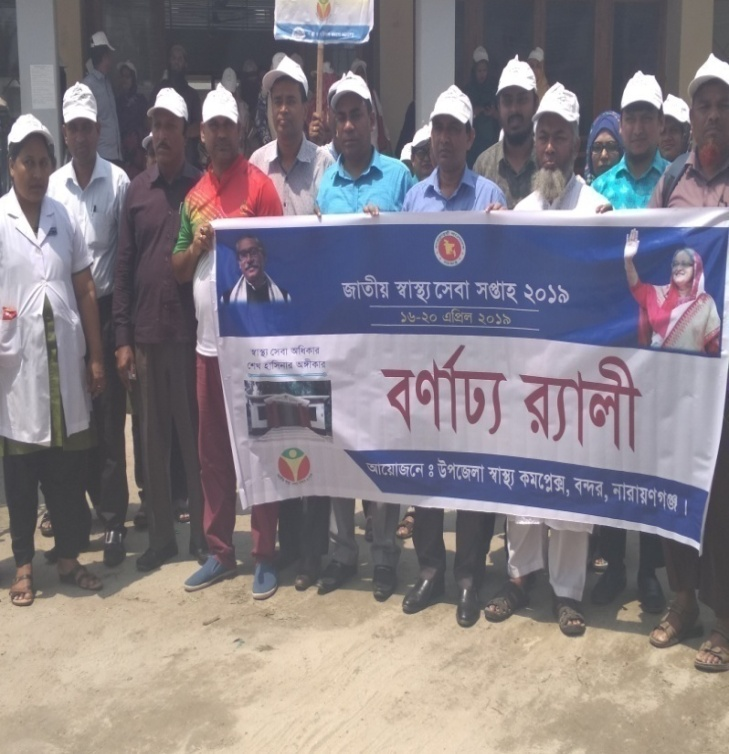 জাতীয় স্বাস্থ্য সেবা সপ্তাহ ২০১৯
১৬-২০ এপ্রিল ২০১৯
স্বাস্থ্য সেবা অধিকার
শেখ হাসিনার অঙ্গীকার
বর্ণাঢ্য র‍্যালী
আয়োজনে ঃ উপজেলা স্বাস্থ্য কমপ্লেক্স, বন্দর, নারায়ণগঞ্জ ।